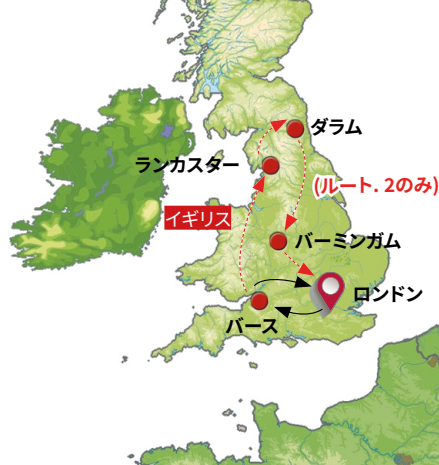 ダラム
ランカスター
(ルート. 2のみ)
イギリス
バーミンガム
ロンドン
バース